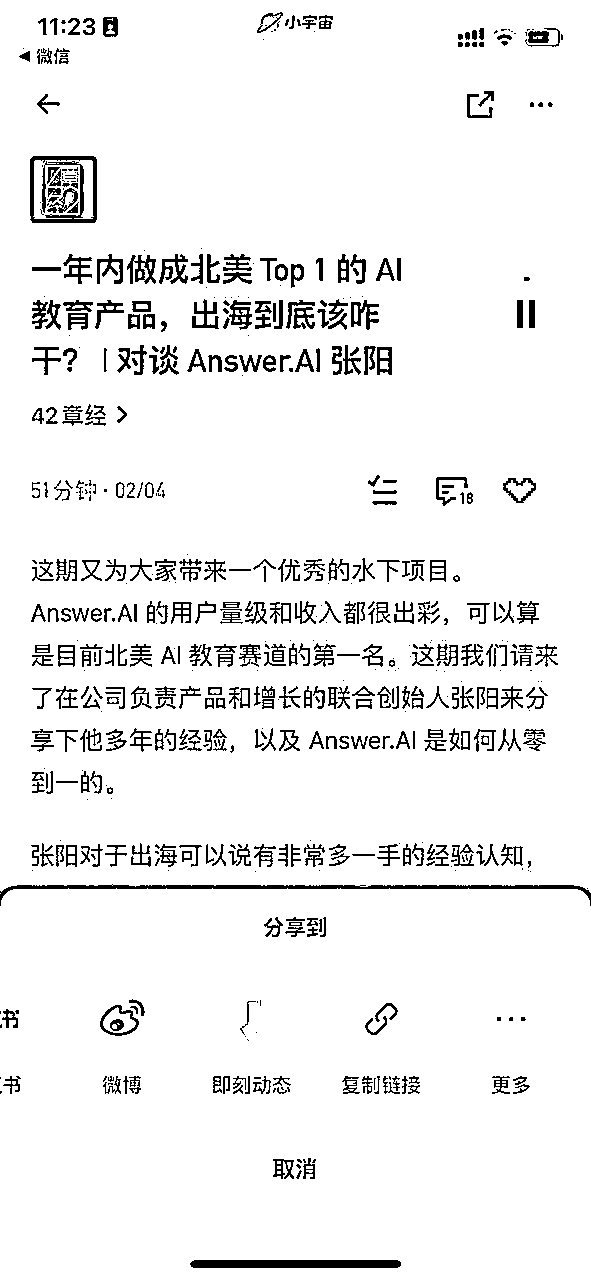 11:23
小宇宙
微信
一年内做成北美 Top 1 的 AI
教育产品，出海到底该咋
干？ | 对谈 Answer.AI 张阳
42章经
51分钟 · 02/04
18
这期又为大家带来一个优秀的水下项目。
Answer.AI 的用户量级和收入都很出彩，可以算
是目前北美 AI 教育赛道的第一名。这期我们请来
了在公司负责产品和增长的联合创始人张阳来分
享下他多年的经验，以及 Answer.AI 是如何从零
到一的。
张阳对于出海可以说有非常多一手的经验认知，
分享到
书
书 微博 即刻动态 复制链接 更多
取消